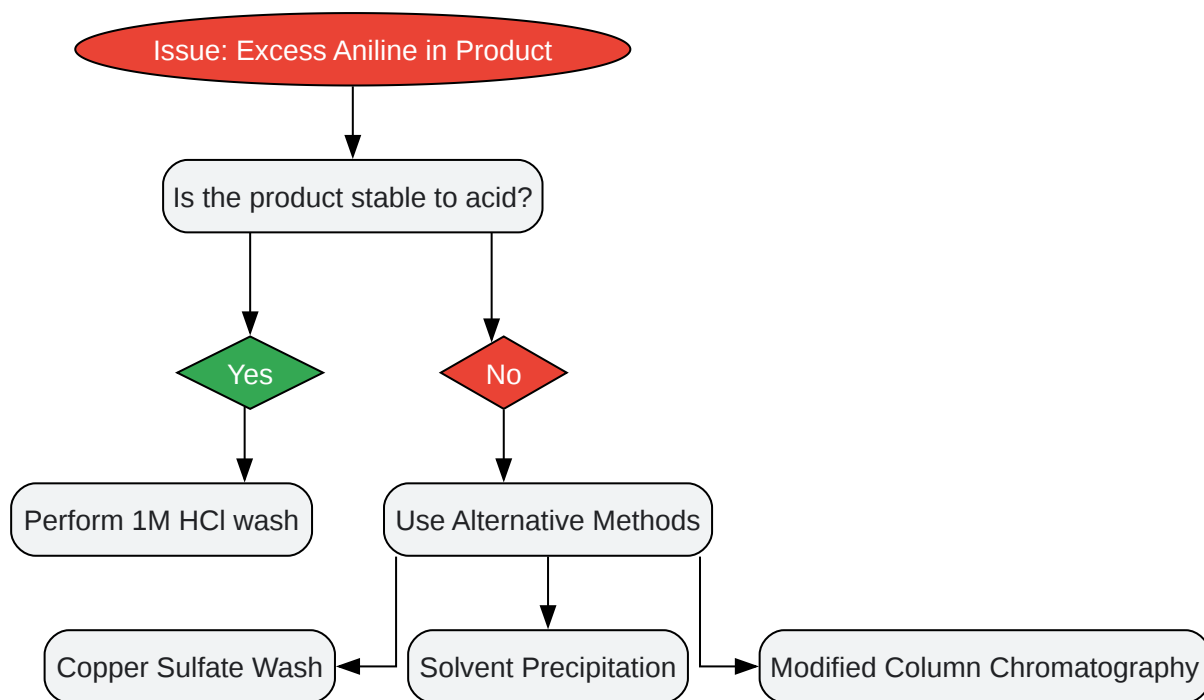 Issue: Excess Aniline in Product
Is the product stable to acid?
Yes
No
Perform 1M HCl wash
Use Alternative Methods
Copper Sulfate Wash
Solvent Precipitation
Modified Column Chromatography